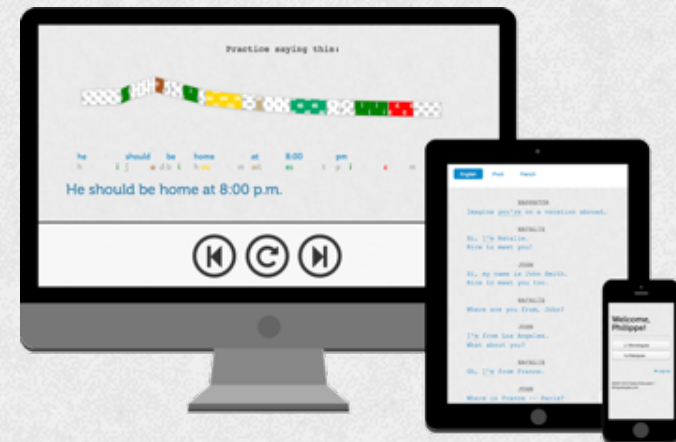 Practice saying this:
he should be home at 8:00 pm
He should be home at 8:00 p.m.
English French
NARRATOR
Imagine you're on a vacation abroad.
NATALIE
Hi, I'm Natalie.
Nice to meet you!
JOHN
Hi, my name is John Smith.
Nice to meet you too.
NATALIE
Where are you from, John?
JOHN
I'm from Los Angeles.
What about you?
NATALIE
Oh, I'm from France.
JOHN
Where in France -- Paris?
Welcome,
Philippe!